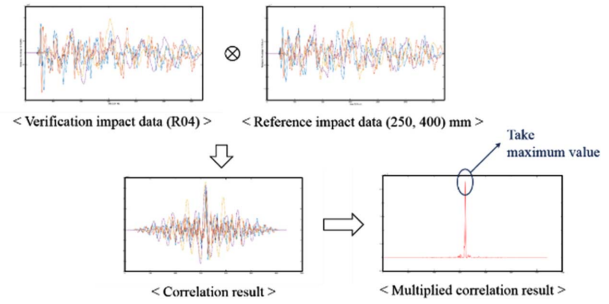 ⊗
< Verification impact data (R04) >
< Reference impact data (250, 400) mm >
Take
maximum value
< Correlation result >
< Multiplied correlation result >